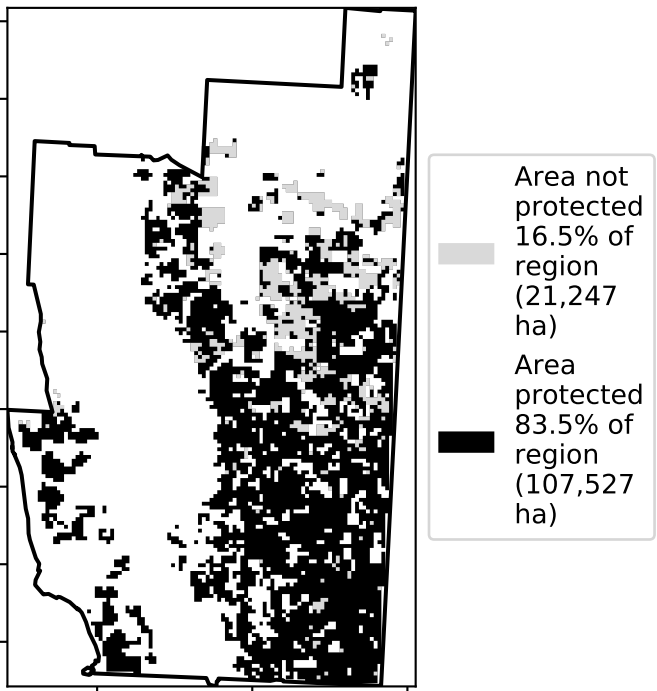 Area not
protected
16.5% of
region
(21,247
ha)
Area
protected
83.5% of
region
(107,527
ha)